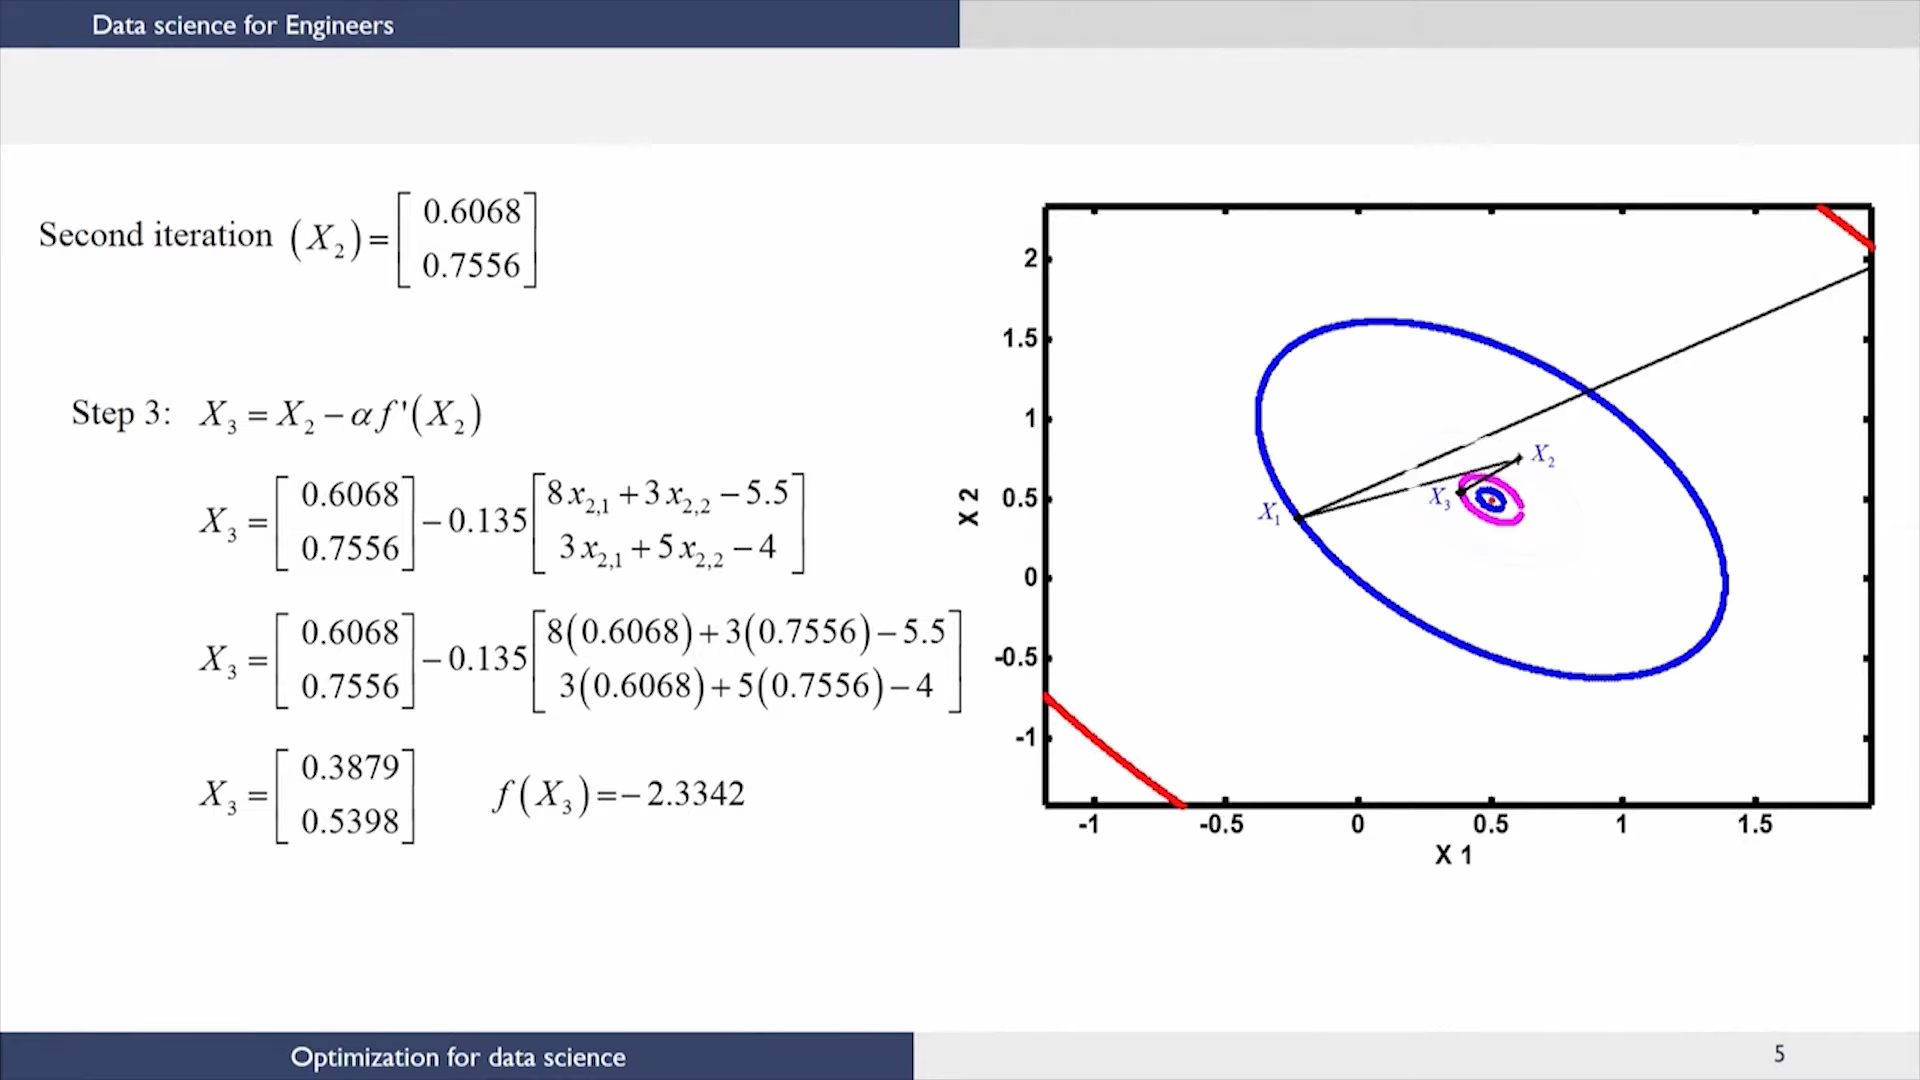 Data science for Engineers
Second iteration (X₂) = [0.6068
0.7556]
Step 3: X₃ = X₂ − αf'(X₂)
X₃ = [0.6068
0.7556] − 0.135 [8x₂,₁ + 3x₂,₂ − 5.5
3x₂,₁ + 5x₂,₂ − 4]
X₃ = [0.6068
0.7556] − 0.135 [8(0.6068) + 3(0.7556) − 5.5
3(0.6068) + 5(0.7556) − 4]
X₃ = [0.3879
0.5398] f(X₃) = −2.3342
2
1.5
1
0.5
0
-0.5
-1
X 2
X₂
X₃
X₁
-1 -0.5 0 0.5 1 1.5
X 1
Optimization for data science
5